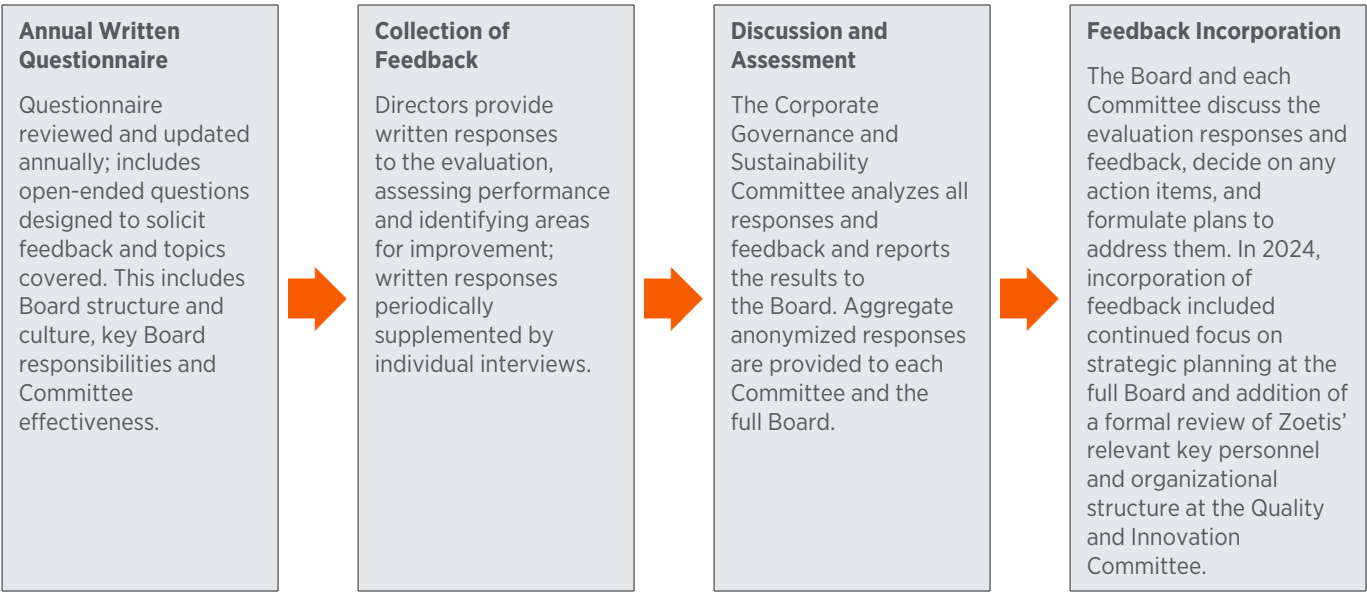 Annual Written
Questionnaire
Questionnaire
reviewed and updated
annually; includes
open-ended questions
designed to solicit
feedback and topics
covered. This includes
Board structure and
culture, key Board
responsibilities and
Committee
effectiveness.
Collection of
Feedback
Directors provide
written responses
to the evaluation,
assessing performance
and identifying areas
for improvement;
written responses
periodically
supplemented by
individual interviews.
Discussion and
Assessment
The Corporate
Governance and
Sustainability
Committee analyzes all
responses and
feedback and reports
the results to
the Board. Aggregate
anonymized responses
are provided to each
Committee and the
full Board.
Feedback Incorporation
The Board and each
Committee discuss the
evaluation responses and
feedback, decide on any
action items, and
formulate plans to
address them. In 2024,
incorporation of
feedback included
continued focus on
strategic planning at the
full Board and addition of
a formal review of Zoetis’
relevant key personnel
and organizational
structure at the Quality
and Innovation
Committee.